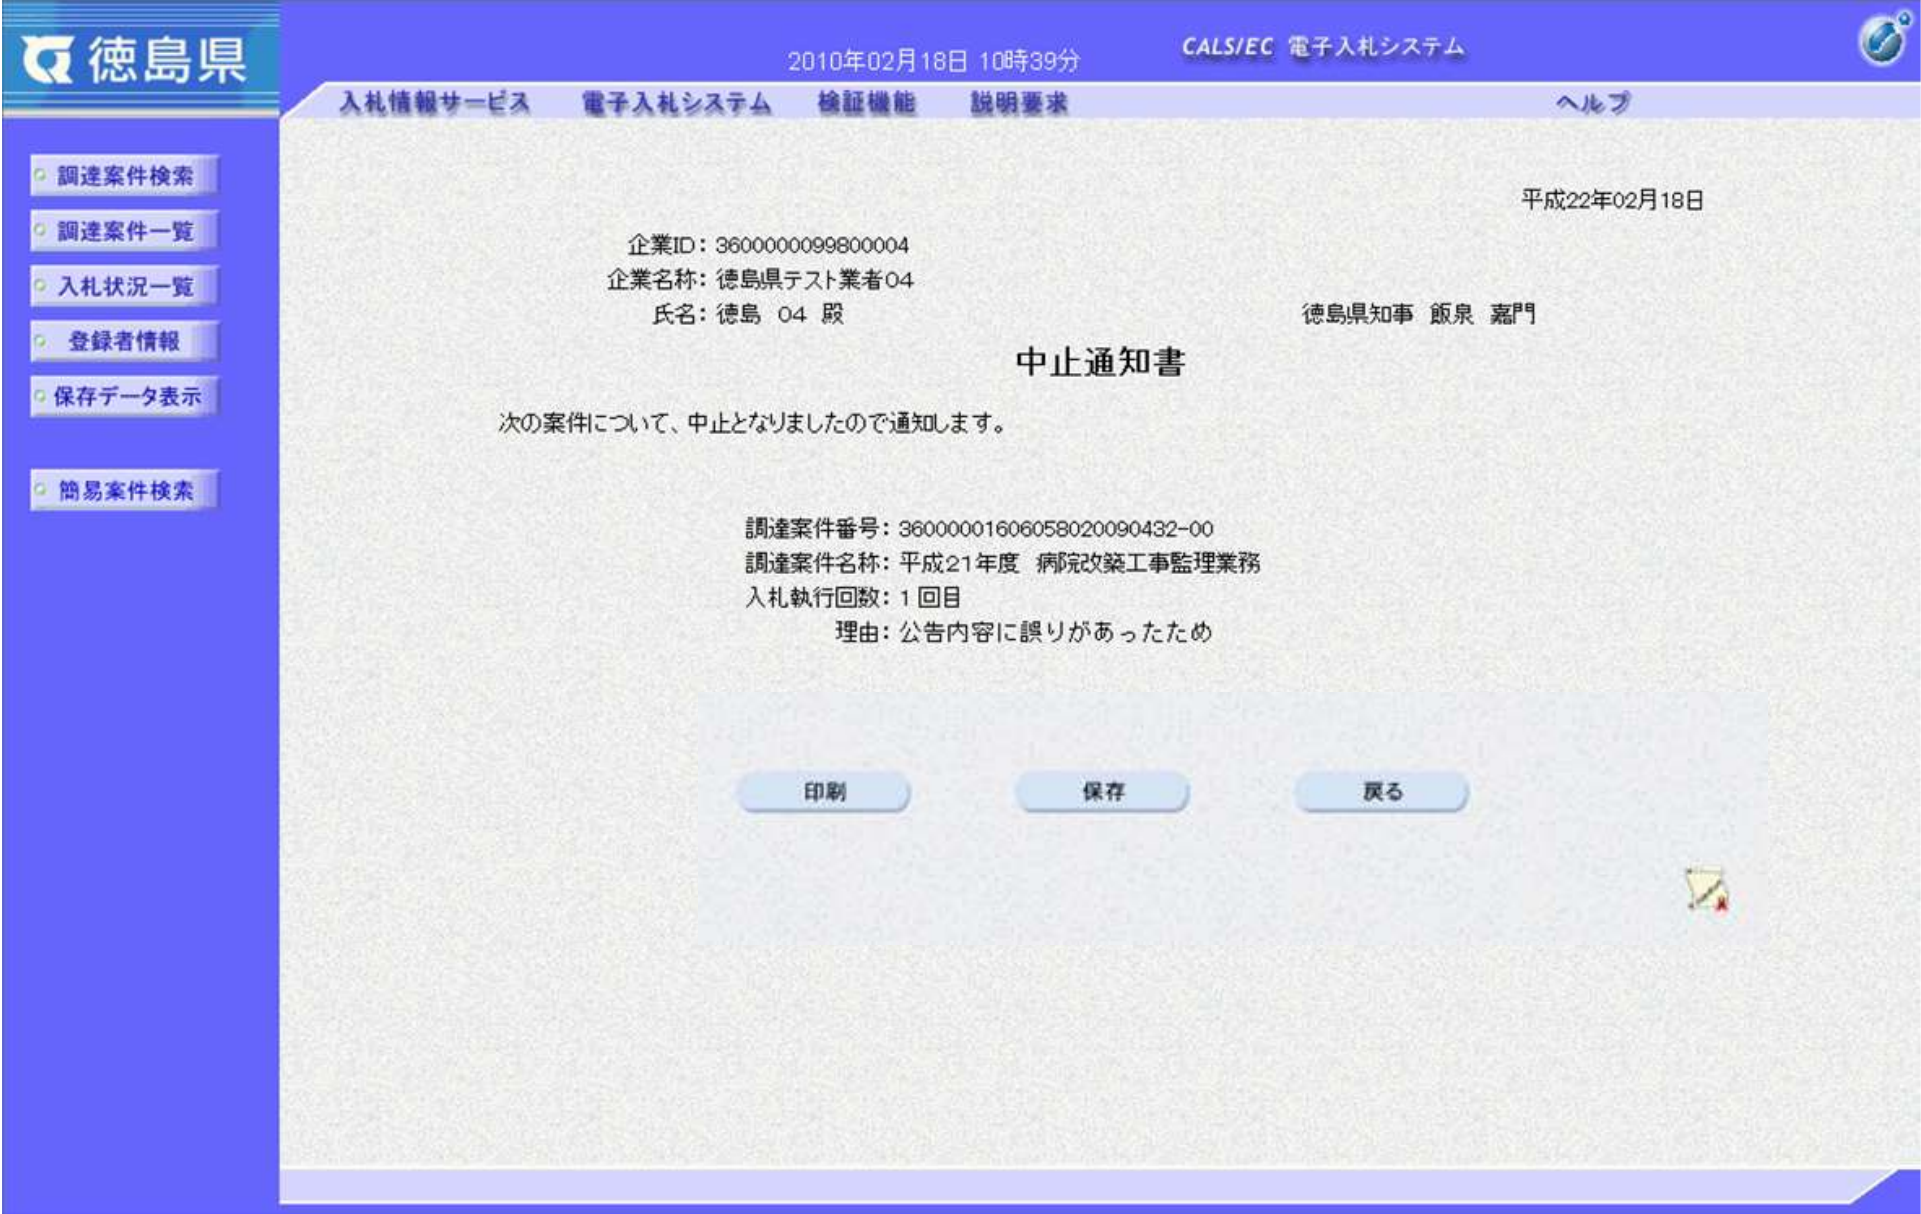 徳島県
2010年02月18日 10時39分
CALS/EC 電子入札システム
入札情報サービス 電子入札システム 検証機能 説明要求 ヘルプ
調達案件検索
調達案件一覧
入札状況一覧
登録者情報
保存データ表示
簡易案件検索
平成22年02月18日
企業ID：3600000099800004
企業名称：徳島県テスト業者04
氏名：徳島 04 殿
徳島県知事 飯泉 嘉門
中止通知書
次の案件について、中止となりましたので通知します。
調達案件番号：36000001606058020090432-00
調達案件名称：平成21年度 病院改築工事監理業務
入札執行回数：1回目
理由：公告内容に誤りがあったため
印刷 保存 戻る